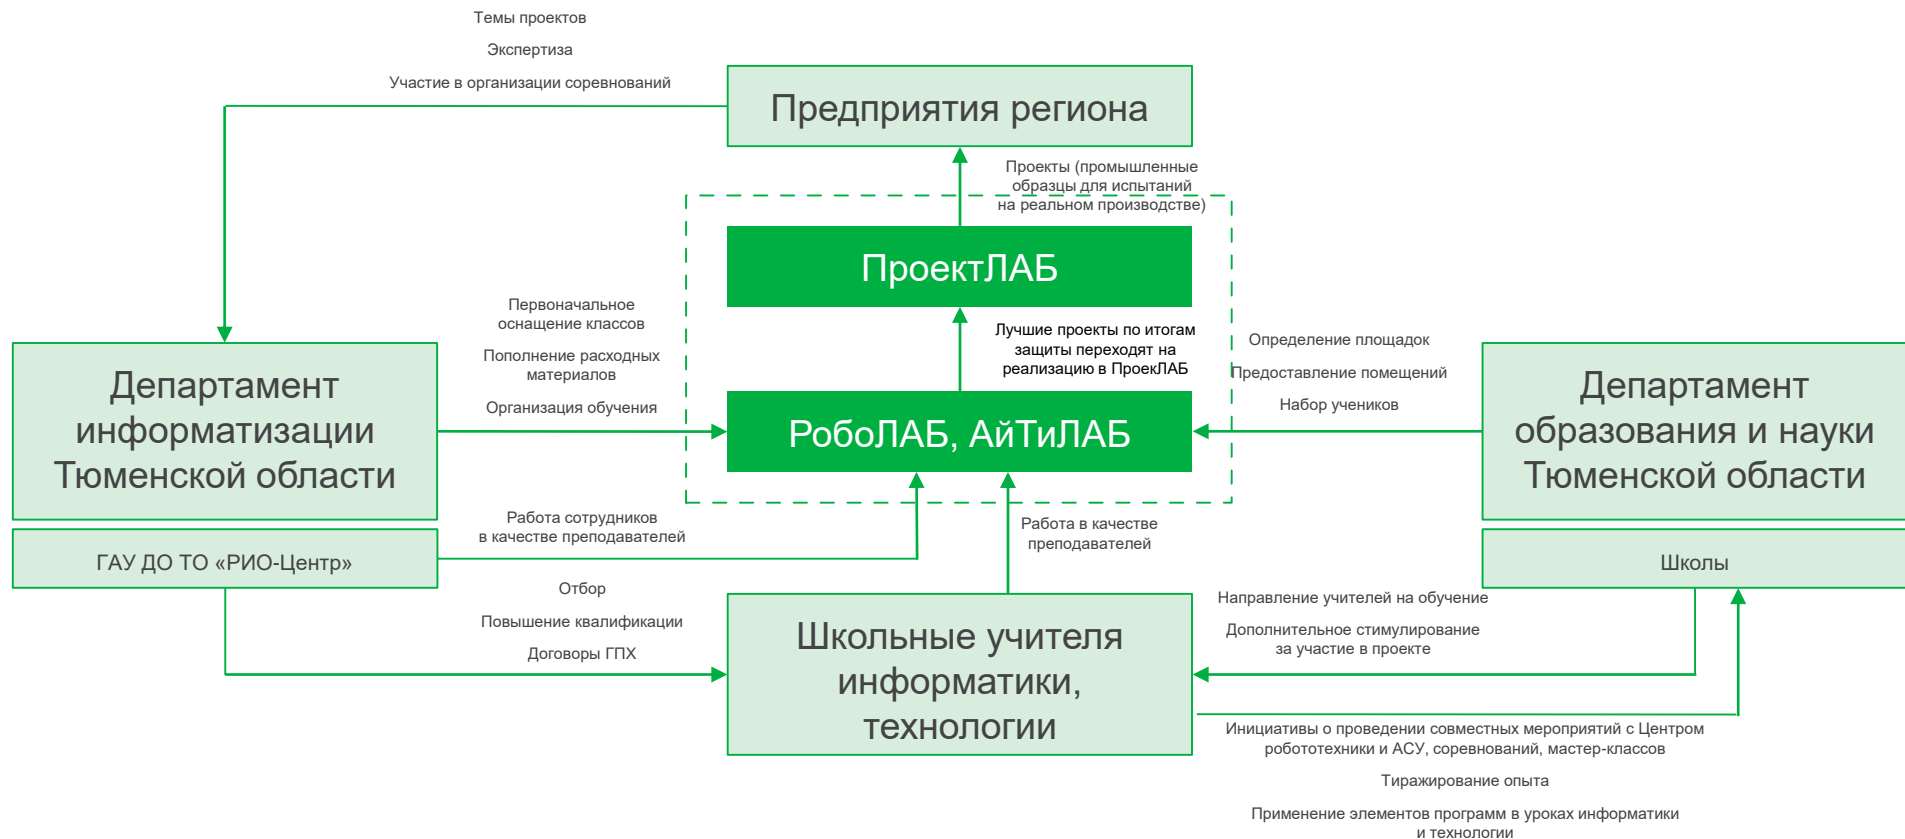 Темы проектов
Экспертиза
Участие в организации соревнований
Предприятия региона
Проекты (промышленные
образцы для испытаний
на реальном производстве)
ПроектЛАБ
Первоначальное
оснащение классов
Пополнение расходных
материалов
Организация обучения
Лучшие проекты по итогам
защиты переходят на
реализацию в ПроекЛАБ
Определение площадок
Предоставление помещений
Набор учеников
Департамент
информатизации
Тюменской области
РобоЛАБ, АйТиЛАБ
Департамент
образования и науки
Тюменской области
Работа сотрудников
в качестве преподавателей
Работа в качестве
преподавателей
ГАУ ДО ТО «РИО-Центр»
Школы
Отбор
Повышение квалификации
Договоры ГПХ
Школьные учителя
информатики,
технологии
Направление учителей на обучение
Дополнительное стимулирование
за участие в проекте
Инициативы о проведении совместных мероприятий с Центром
робототехники и АСУ, соревнований, мастер-классов
Тиражирование опыта
Применение элементов программ в уроках информатики
и технологии